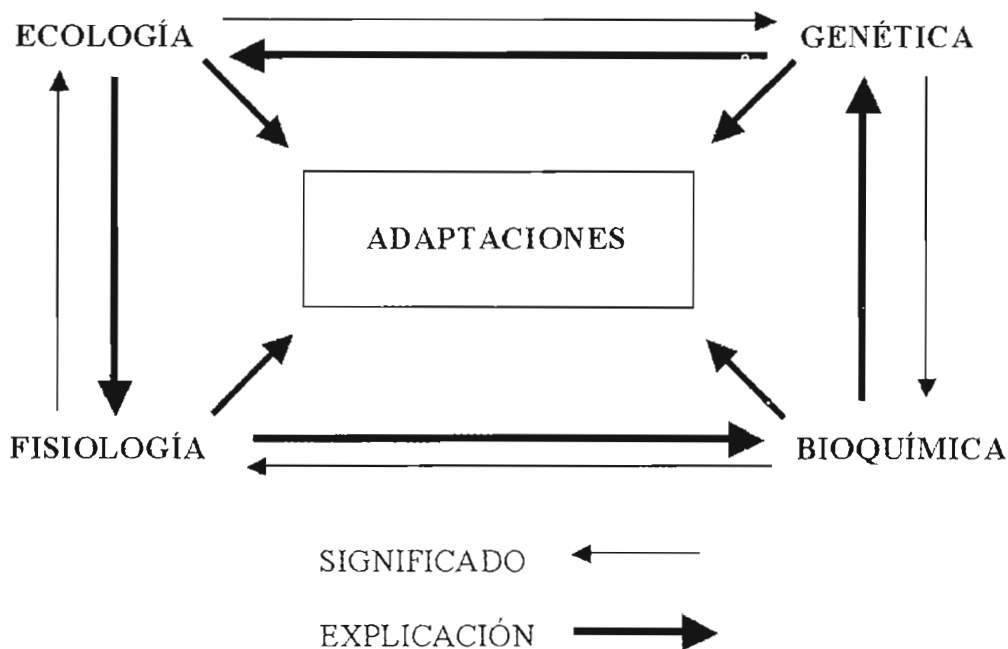 ECOLOGÍA
GENÉTICA
ADAPTACIONES
FISIOLOGÍA
BIOQUÍMICA
SIGNIFICADO
EXPLICACIÓN